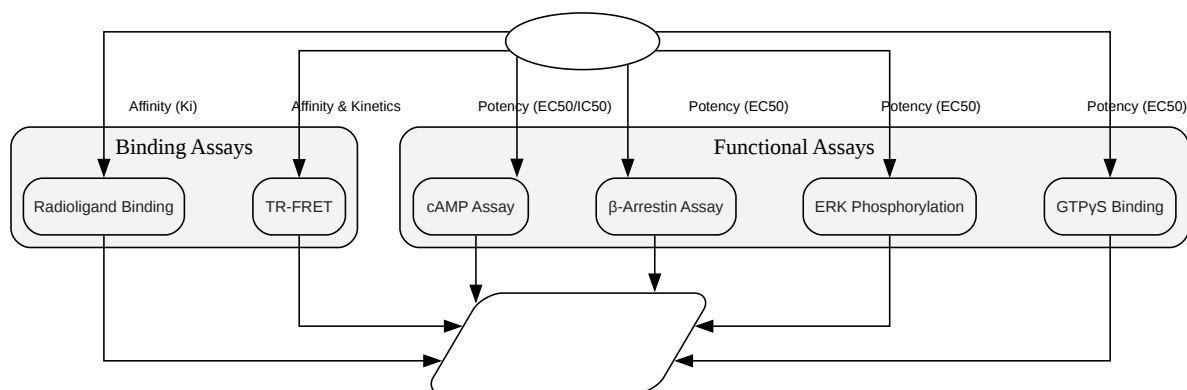 Affinity (Ki)
Affinity & Kinetics
Potency (EC50/IC50)
Potency (EC50)
Potency (EC50)
Potency (EC50)
Binding Assays
Functional Assays
Radioligand Binding
TR-FRET
cAMP Assay
β-Arrestin Assay
ERK Phosphorylation
GTPγS Binding